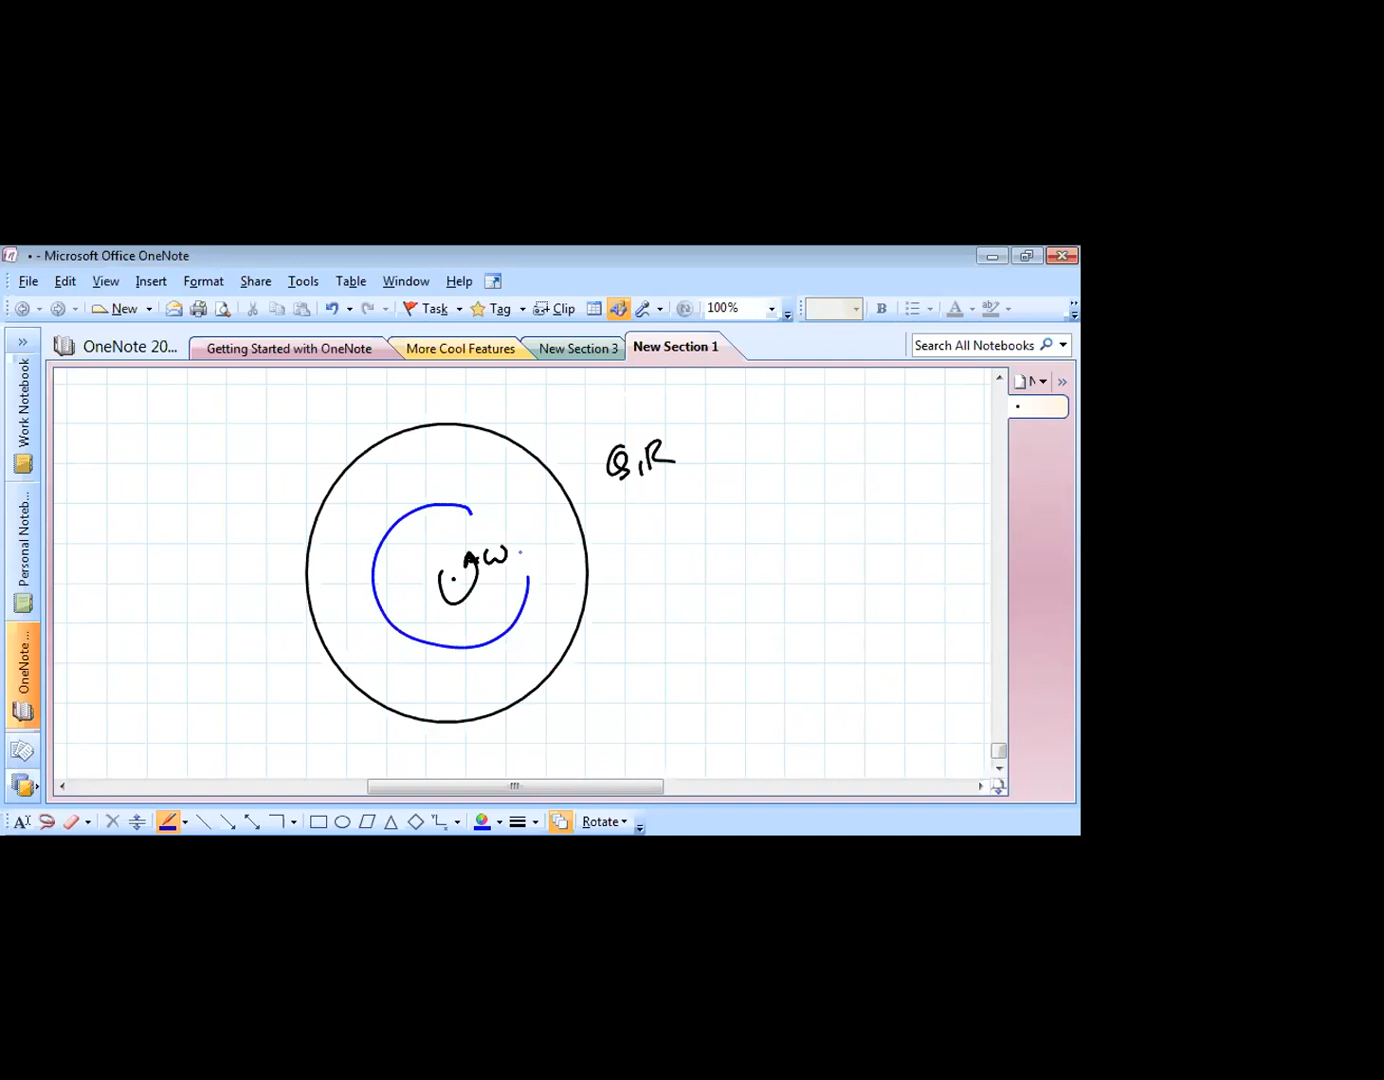 • - Microsoft Office OneNote
File Edit View Insert Format Share Tools Table Window Help
New Task Tag Clip 100% B A ab
OneNote 20... Getting Started with OneNote More Cool Features New Section 3 New Section 1 Search All Notebooks
Work Notebook
Personal Noteb...
OneNote...
N
Q, R
ω
A Rotate